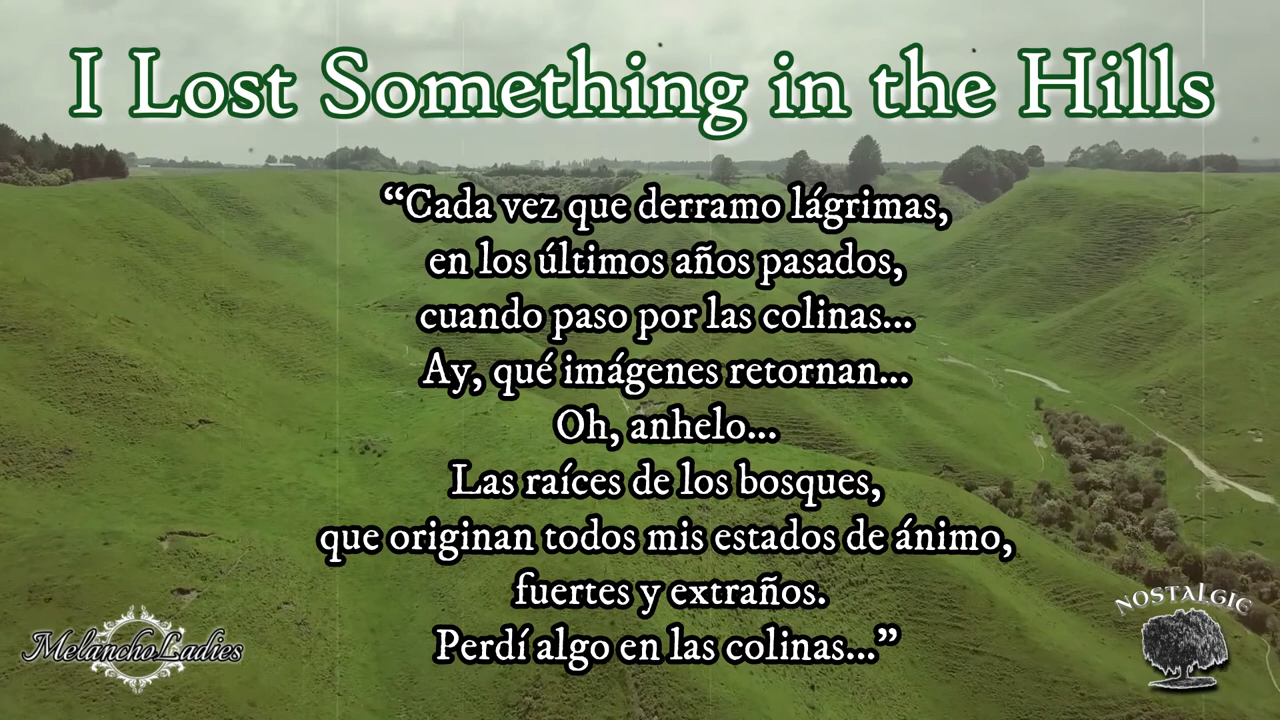 I Lost Something in the Hills
“Cada vez que derramo lágrimas,
en los últimos años pasados,
cuando paso por las colinas...
Ay, qué imágenes retornan...
Oh, anhelo...
Las raíces de los bosques,
que originan todos mis estados de ánimo,
fuertes y extraños.
Perdí algo en las colinas...”
MelanchoLadies
NOSTALGIC